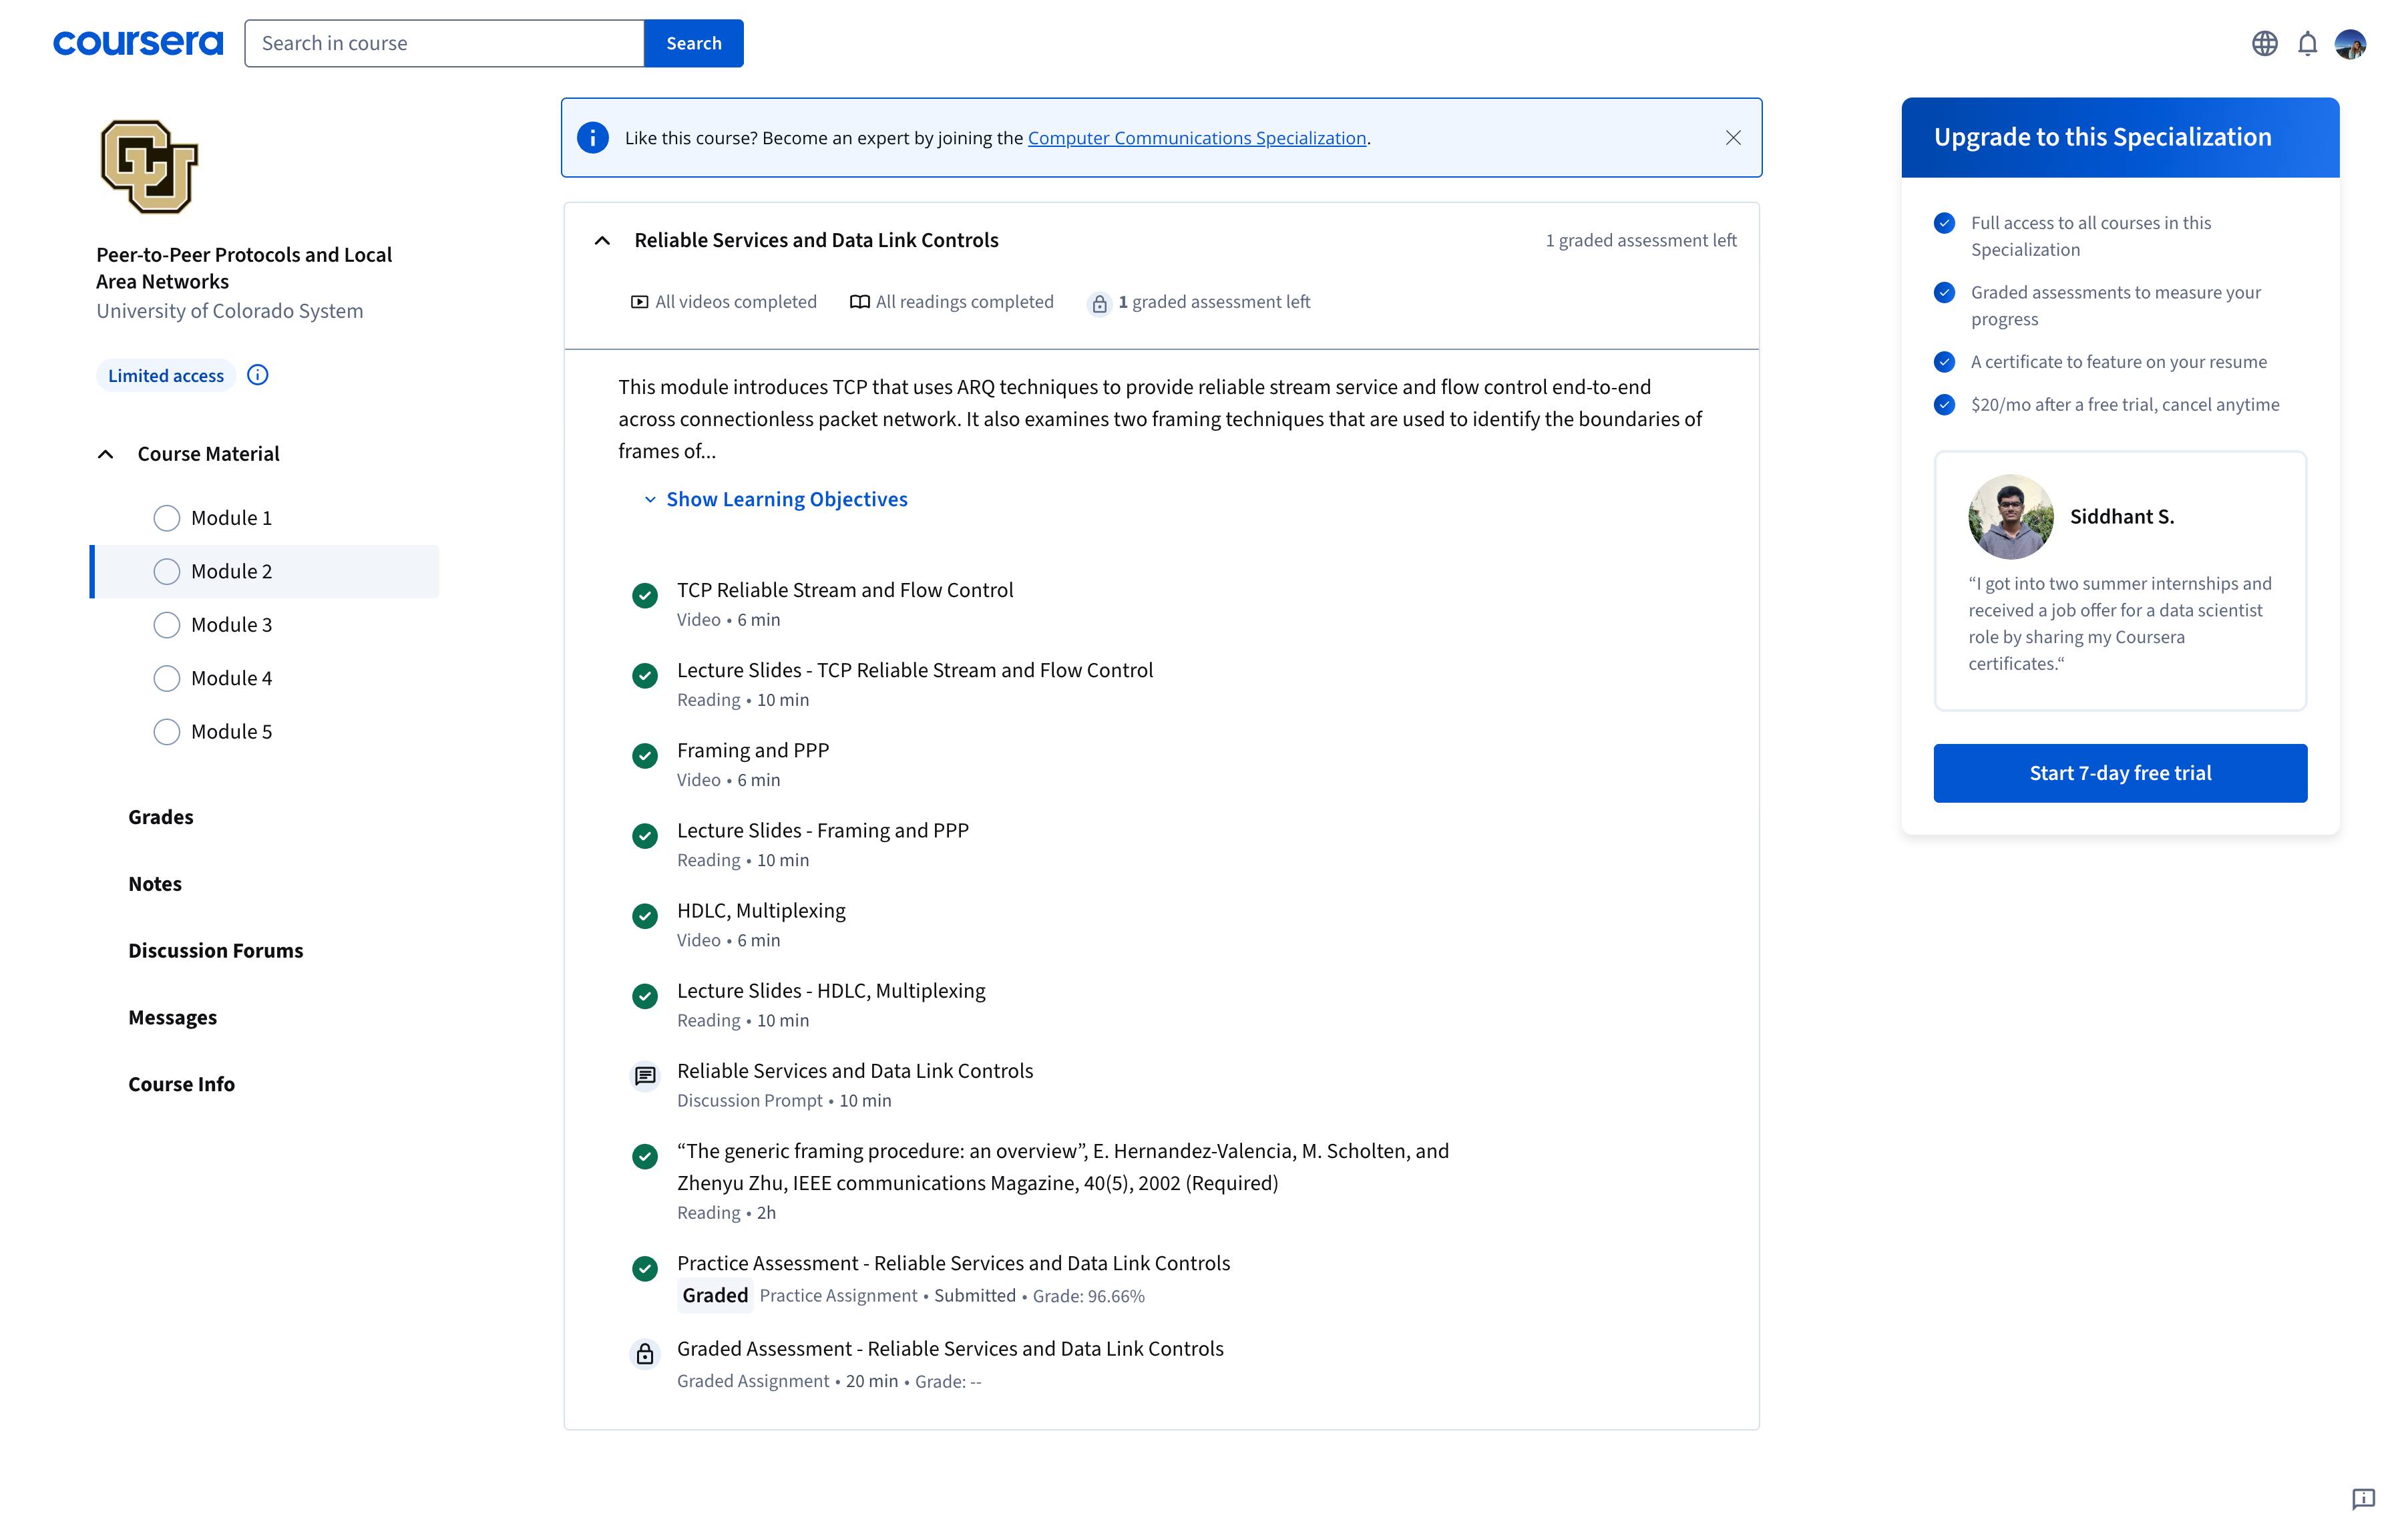 coursera
Search in course
Search
Peer-to-Peer Protocols and Local
Area Networks
University of Colorado System
Limited access
Course Material
Module 1
Module 2
Module 3
Module 4
Module 5
Grades
Notes
Discussion Forums
Messages
Course Info
Like this course? Become an expert by joining the Computer Communications Specialization.
Reliable Services and Data Link Controls
1 graded assessment left
All videos completed
All readings completed
1 graded assessment left
This module introduces TCP that uses ARQ techniques to provide reliable stream service and flow control end-to-end
across connectionless packet network. It also examines two framing techniques that are used to identify the boundaries of
frames of...
Show Learning Objectives
TCP Reliable Stream and Flow Control
Video • 6 min
Lecture Slides - TCP Reliable Stream and Flow Control
Reading • 10 min
Framing and PPP
Video • 6 min
Lecture Slides - Framing and PPP
Reading • 10 min
HDLC, Multiplexing
Video • 6 min
Lecture Slides - HDLC, Multiplexing
Reading • 10 min
Reliable Services and Data Link Controls
Discussion Prompt • 10 min
“The generic framing procedure: an overview”, E. Hernandez-Valencia, M. Scholten, and
Zhenyu Zhu, IEEE communications Magazine, 40(5), 2002 (Required)
Reading • 2h
Practice Assessment - Reliable Services and Data Link Controls
Graded Practice Assignment • Submitted • Grade: 96.66%
Graded Assessment - Reliable Services and Data Link Controls
Graded Assignment • 20 min • Grade: --
Upgrade to this Specialization
Full access to all courses in this
Specialization
Graded assessments to measure your
progress
A certificate to feature on your resume
$20/mo after a free trial, cancel anytime
Siddhant S.
“I got into two summer internships and
received a job offer for a data scientist
role by sharing my Coursera
certificates.“
Start 7-day free trial